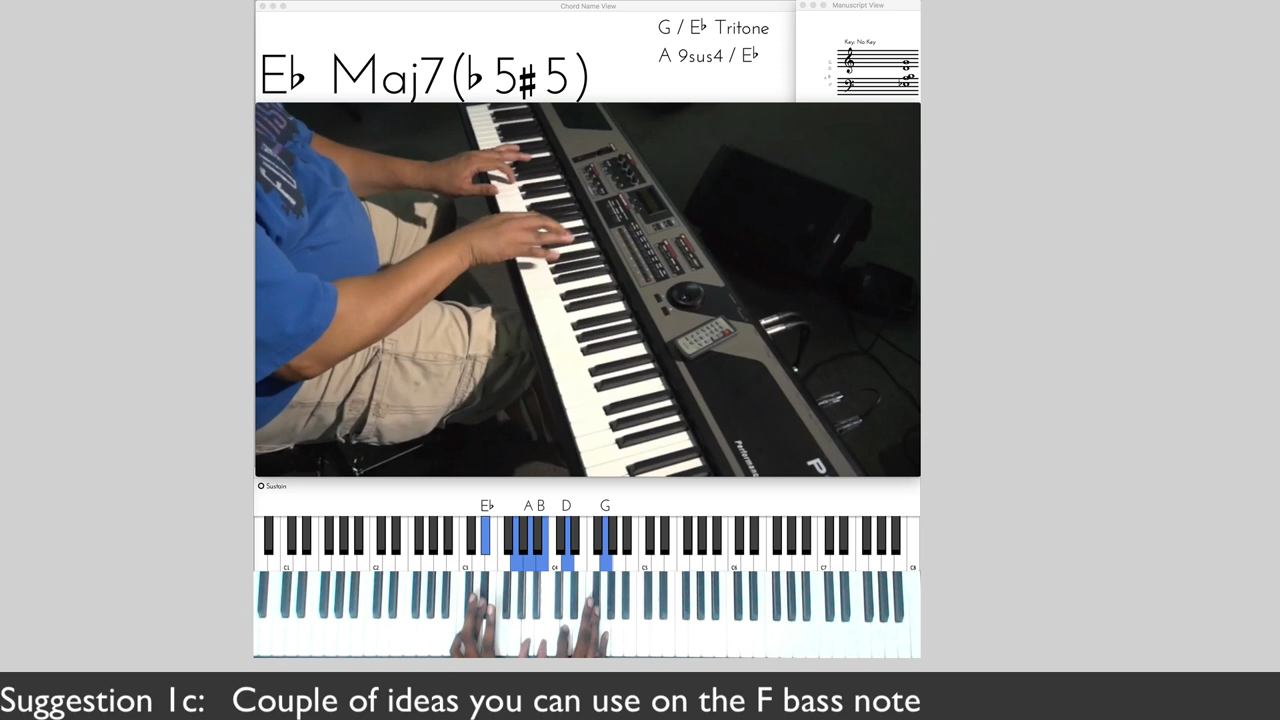 Chord Name View
Manuscript View
G / E♭ Tritone
A 9sus4 / E♭
E♭ Maj7(♭5♯5)
Key: No Key
Sustain
E♭ A B D G
C1 C2 C3 C4 C5 C6 C7 C8
Performance
P
Suggestion 1c: Couple of ideas you can use on the F bass note